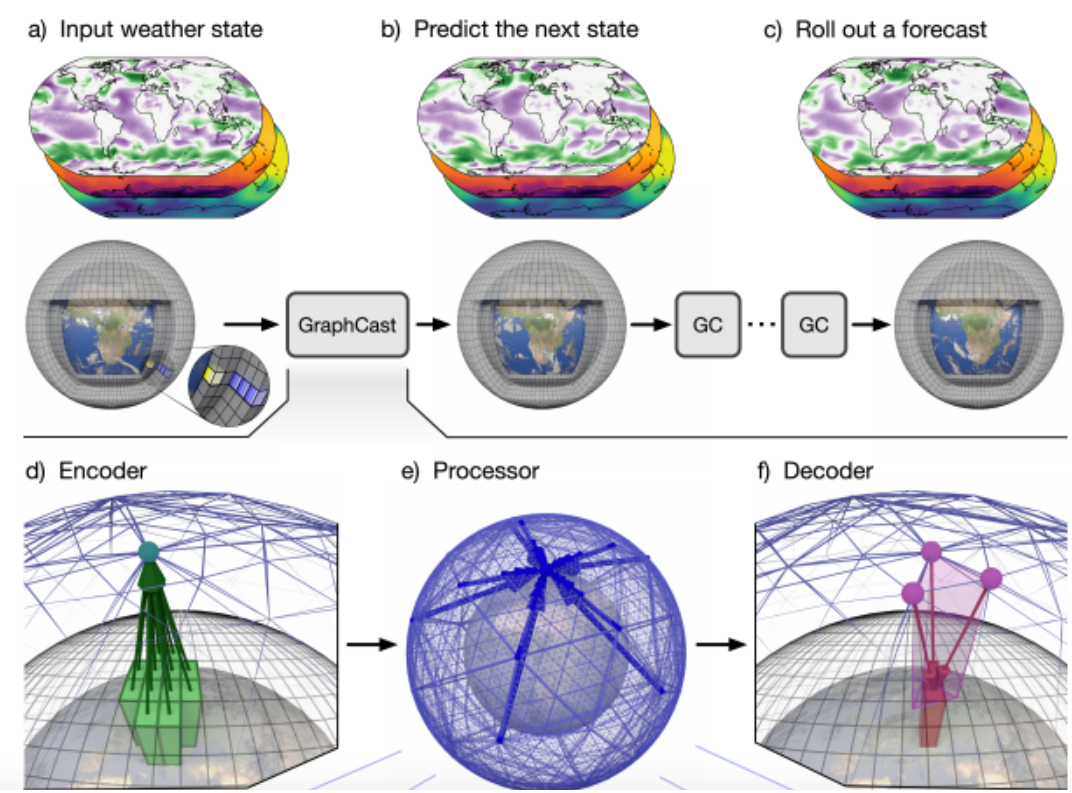 a) Input weather state
b) Predict the next state
c) Roll out a forecast
GraphCast
GC
...
GC
d) Encoder
e) Processor
f) Decoder